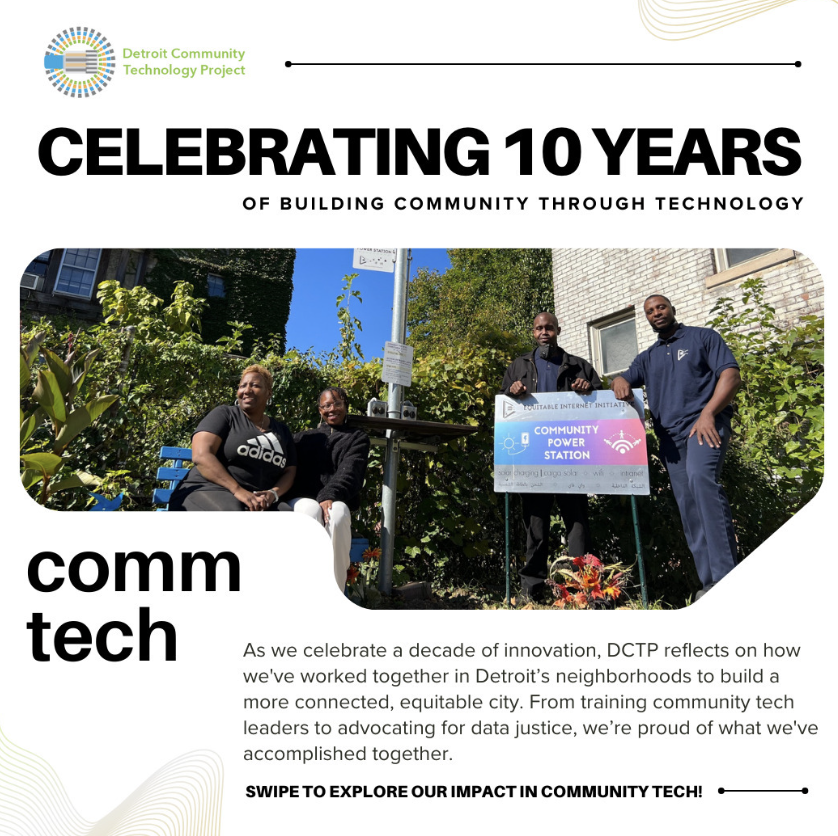 Detroit Community
Technology Project
CELEBRATING 10 YEARS
OF BUILDING COMMUNITY THROUGH TECHNOLOGY
adidas
EQUITABLE INTERNET INITIATIVE
COMMUNITY
POWER
STATION
comm
tech
As we celebrate a decade of innovation, DCTP reflects on how
we've worked together in Detroit’s neighborhoods to build a
more connected, equitable city. From training community tech
leaders to advocating for data justice, we’re proud of what we've
accomplished together.
SWIPE TO EXPLORE OUR IMPACT IN COMMUNITY TECH!